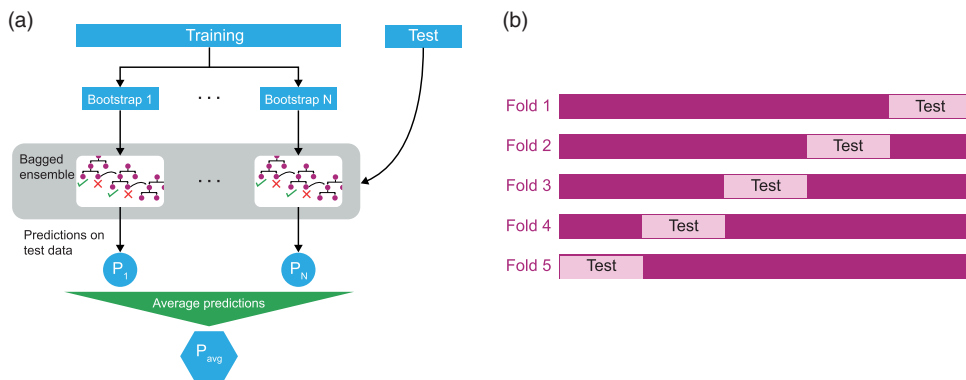 (a)
Training
Test
Bootstrap 1
...
Bootstrap N
Bagged
ensemble
...
Predictions on
test data
P1
PN
Average predictions
Pavg
(b)
Fold 1
Test
Fold 2
Test
Fold 3
Test
Fold 4
Test
Fold 5
Test